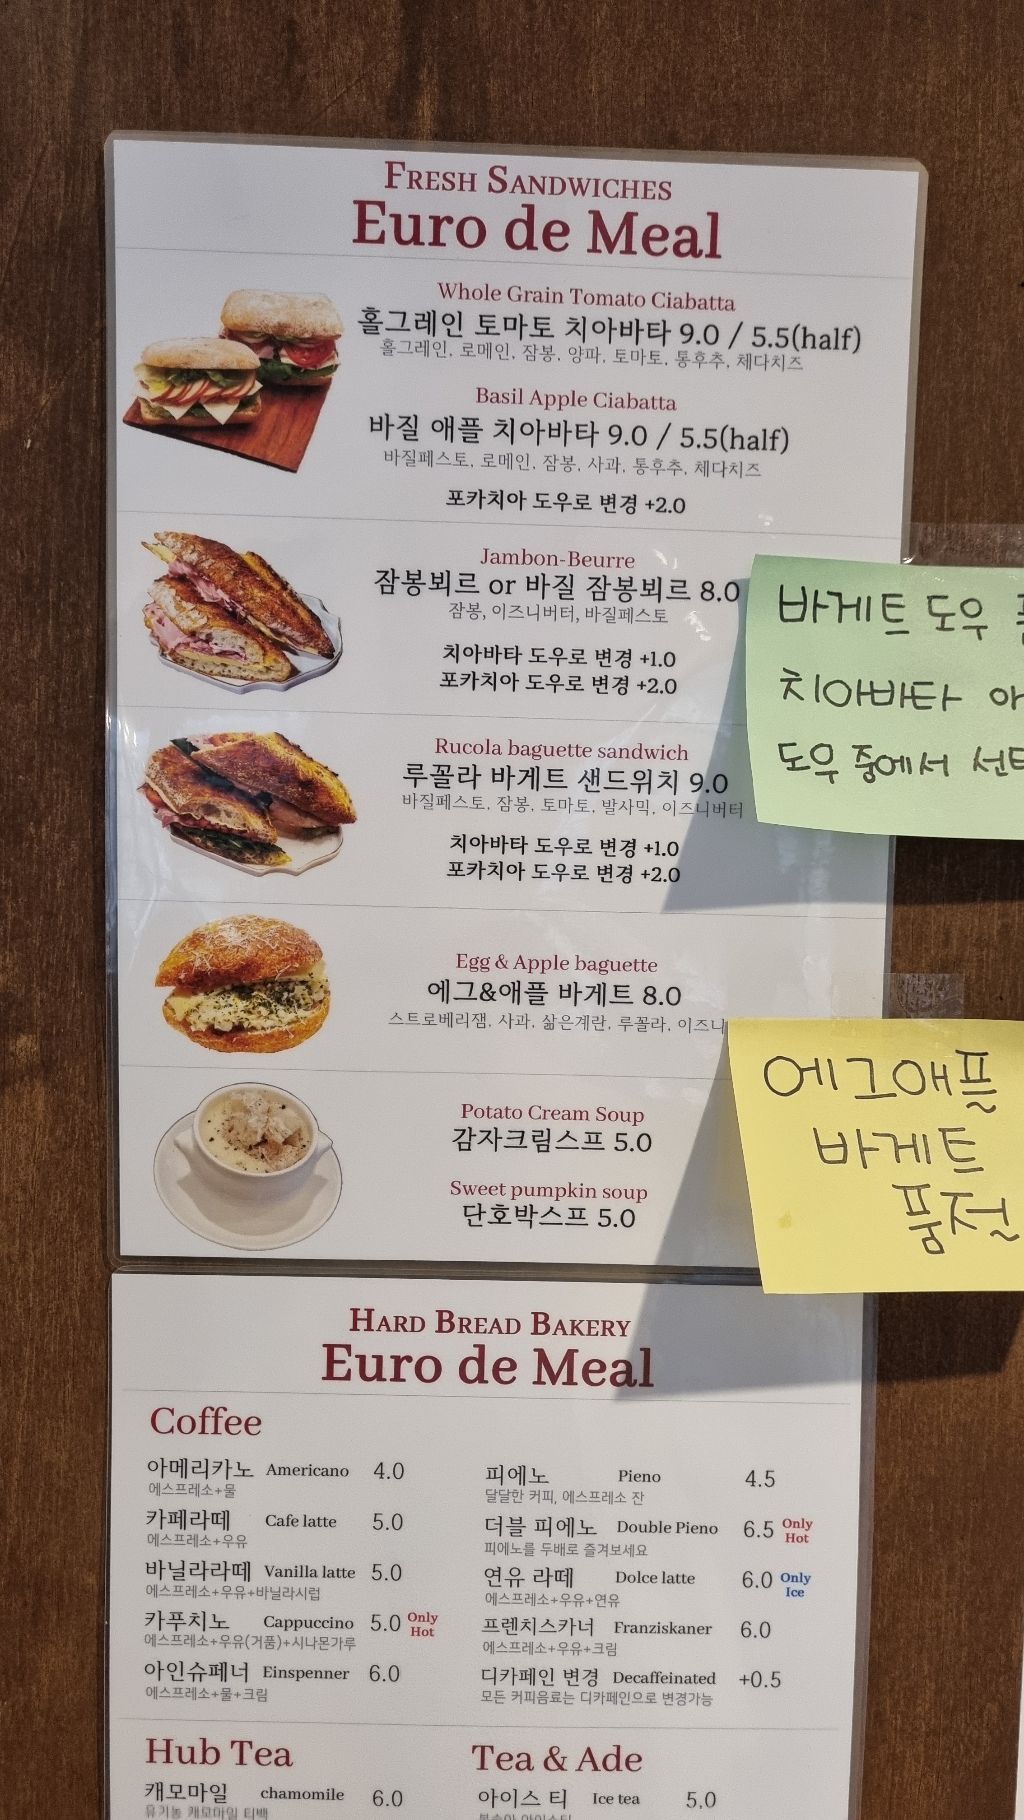 FRESH SANDWICHES
Euro de Meal
Whole Grain Tomato Ciabatta
홀그레인 토마토 치아바타 9.0 / 5.5(half)
홀그레인, 로메인, 잠봉, 양파, 토마토, 통후추, 체다치즈
Basil Apple Ciabatta
바질 애플 치아바타 9.0 / 5.5(half)
바질페스토, 로메인, 잠봉, 사과, 통후추, 체다치즈
포카치아 도우로 변경 +2.0
Jambon-Beurre
잠봉뵈르 or 바질 잠봉뵈르 8.0
잠봉, 이즈니버터, 바질페스토
치아바타 도우로 변경 +1.0
포카치아 도우로 변경 +2.0
바게트 도우
치아바타
도우 중에서
Rucola baguette sandwich
루꼴라 바게트 샌드위치 9.0
바질페스토, 잠봉, 토마토, 발사믹, 이즈니버터
치아바타 도우로 변경 +1.0
포카치아 도우로 변경 +2.0
Egg & Apple baguette
에그&애플 바게트 8.0
스트로베리잼, 사과, 삶은계란, 루꼴라, 이즈니
에그애플
바게트
품절
Potato Cream Soup
감자크림스프 5.0
Sweet pumpkin soup
단호박스프 5.0
HARD BREAD BAKERY
Euro de Meal
Coffee
아메리카노 Americano 4.0
에스프레소+물
카페라떼 Cafe latte 5.0
에스프레소+우유
바닐라라떼 Vanilla latte 5.0
에스프레소+우유+바닐라시럽
카푸치노 Cappuccino 5.0 Only Hot
에스프레소+우유(거품)+시나몬가루
아인슈페너 Einspenner 6.0
에스프레소+물+크림
피에노 Pieno 4.5
달달한 커피, 에스프레소 잔
더블 피에노 Double Pieno 6.5 Only Hot
피에노를 두배로 즐겨보세요
연유 라떼 Dolce latte 6.0 Only Ice
에스프레소+우유+연유
프렌치스카너 Franziskaner 6.0
에스프레소+우유+크림
디카페인 변경 Decaffeinated +0.5
모든 커피음료는 디카페인으로 변경가능
Hub Tea
캐모마일 chamomile 6.0
유기농 캐모마일 티백
Tea & Ade
아이스 티 Ice tea 5,0